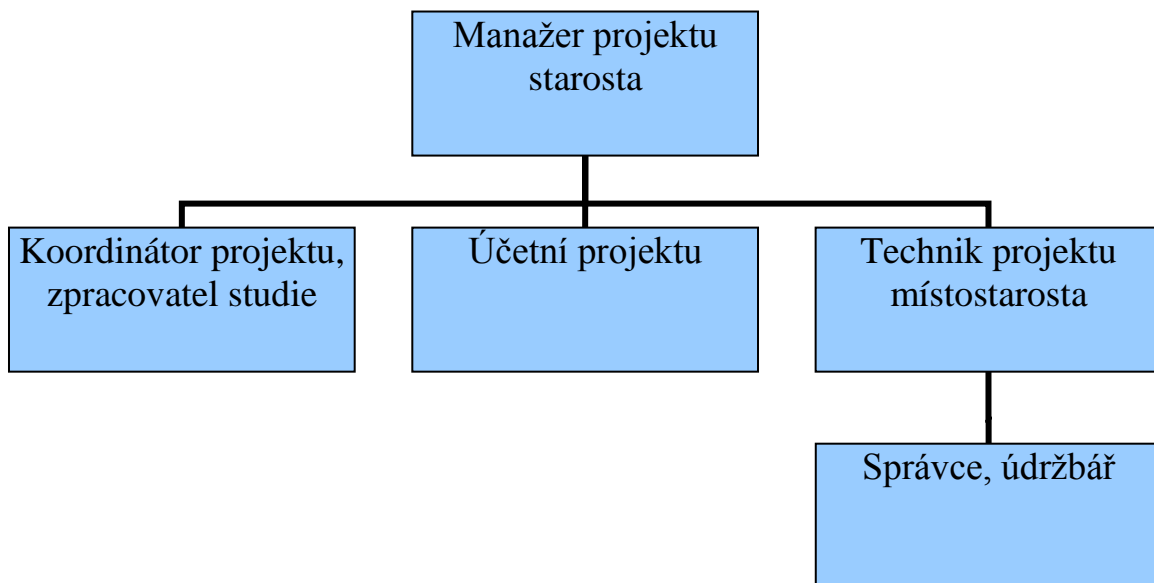 Manažer projektu
starosta
Koordinátor projektu,
zpracovatel studie
Účetní projektu
Technik projektu
místostarosta
Správce, údržbář